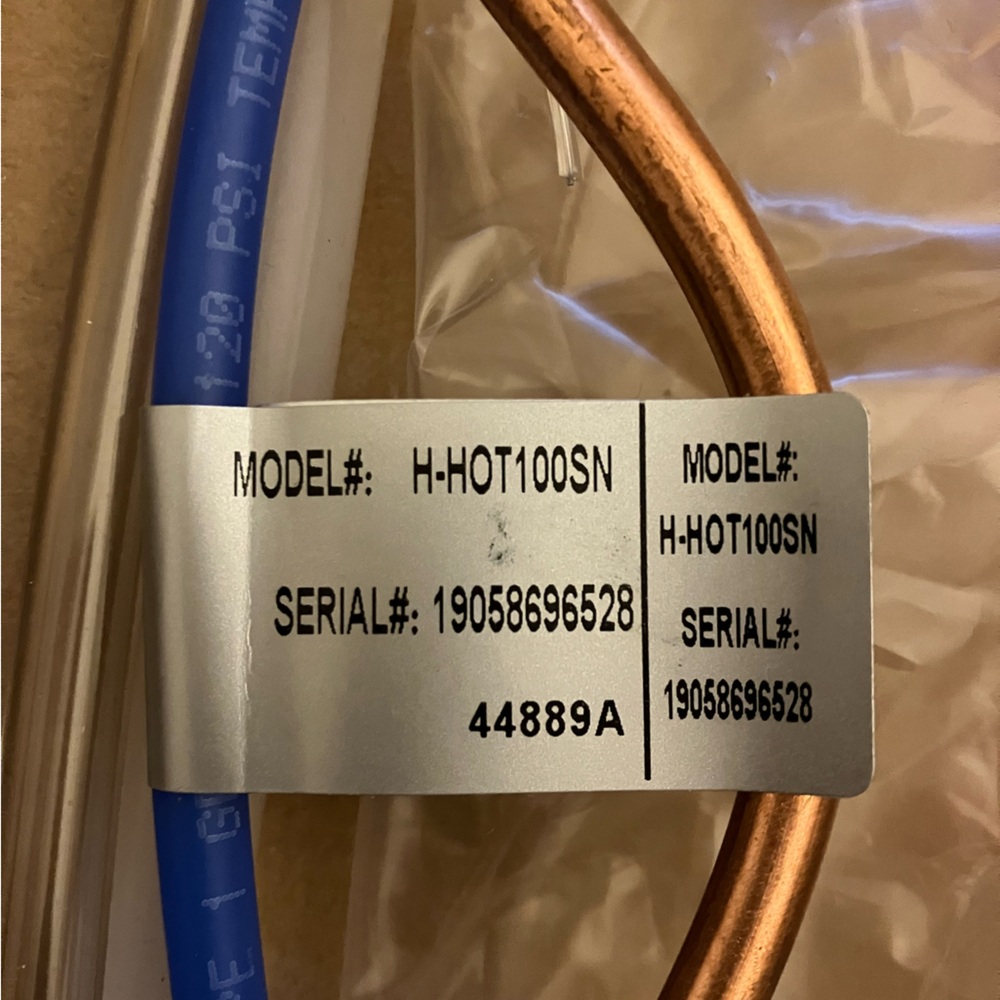 120 PSI TEMP
MODEL#: H-HOT100SN
SERIAL#: 19058696528
44889A
MODEL#:
H-HOT100SN
SERIAL#:
19058696528